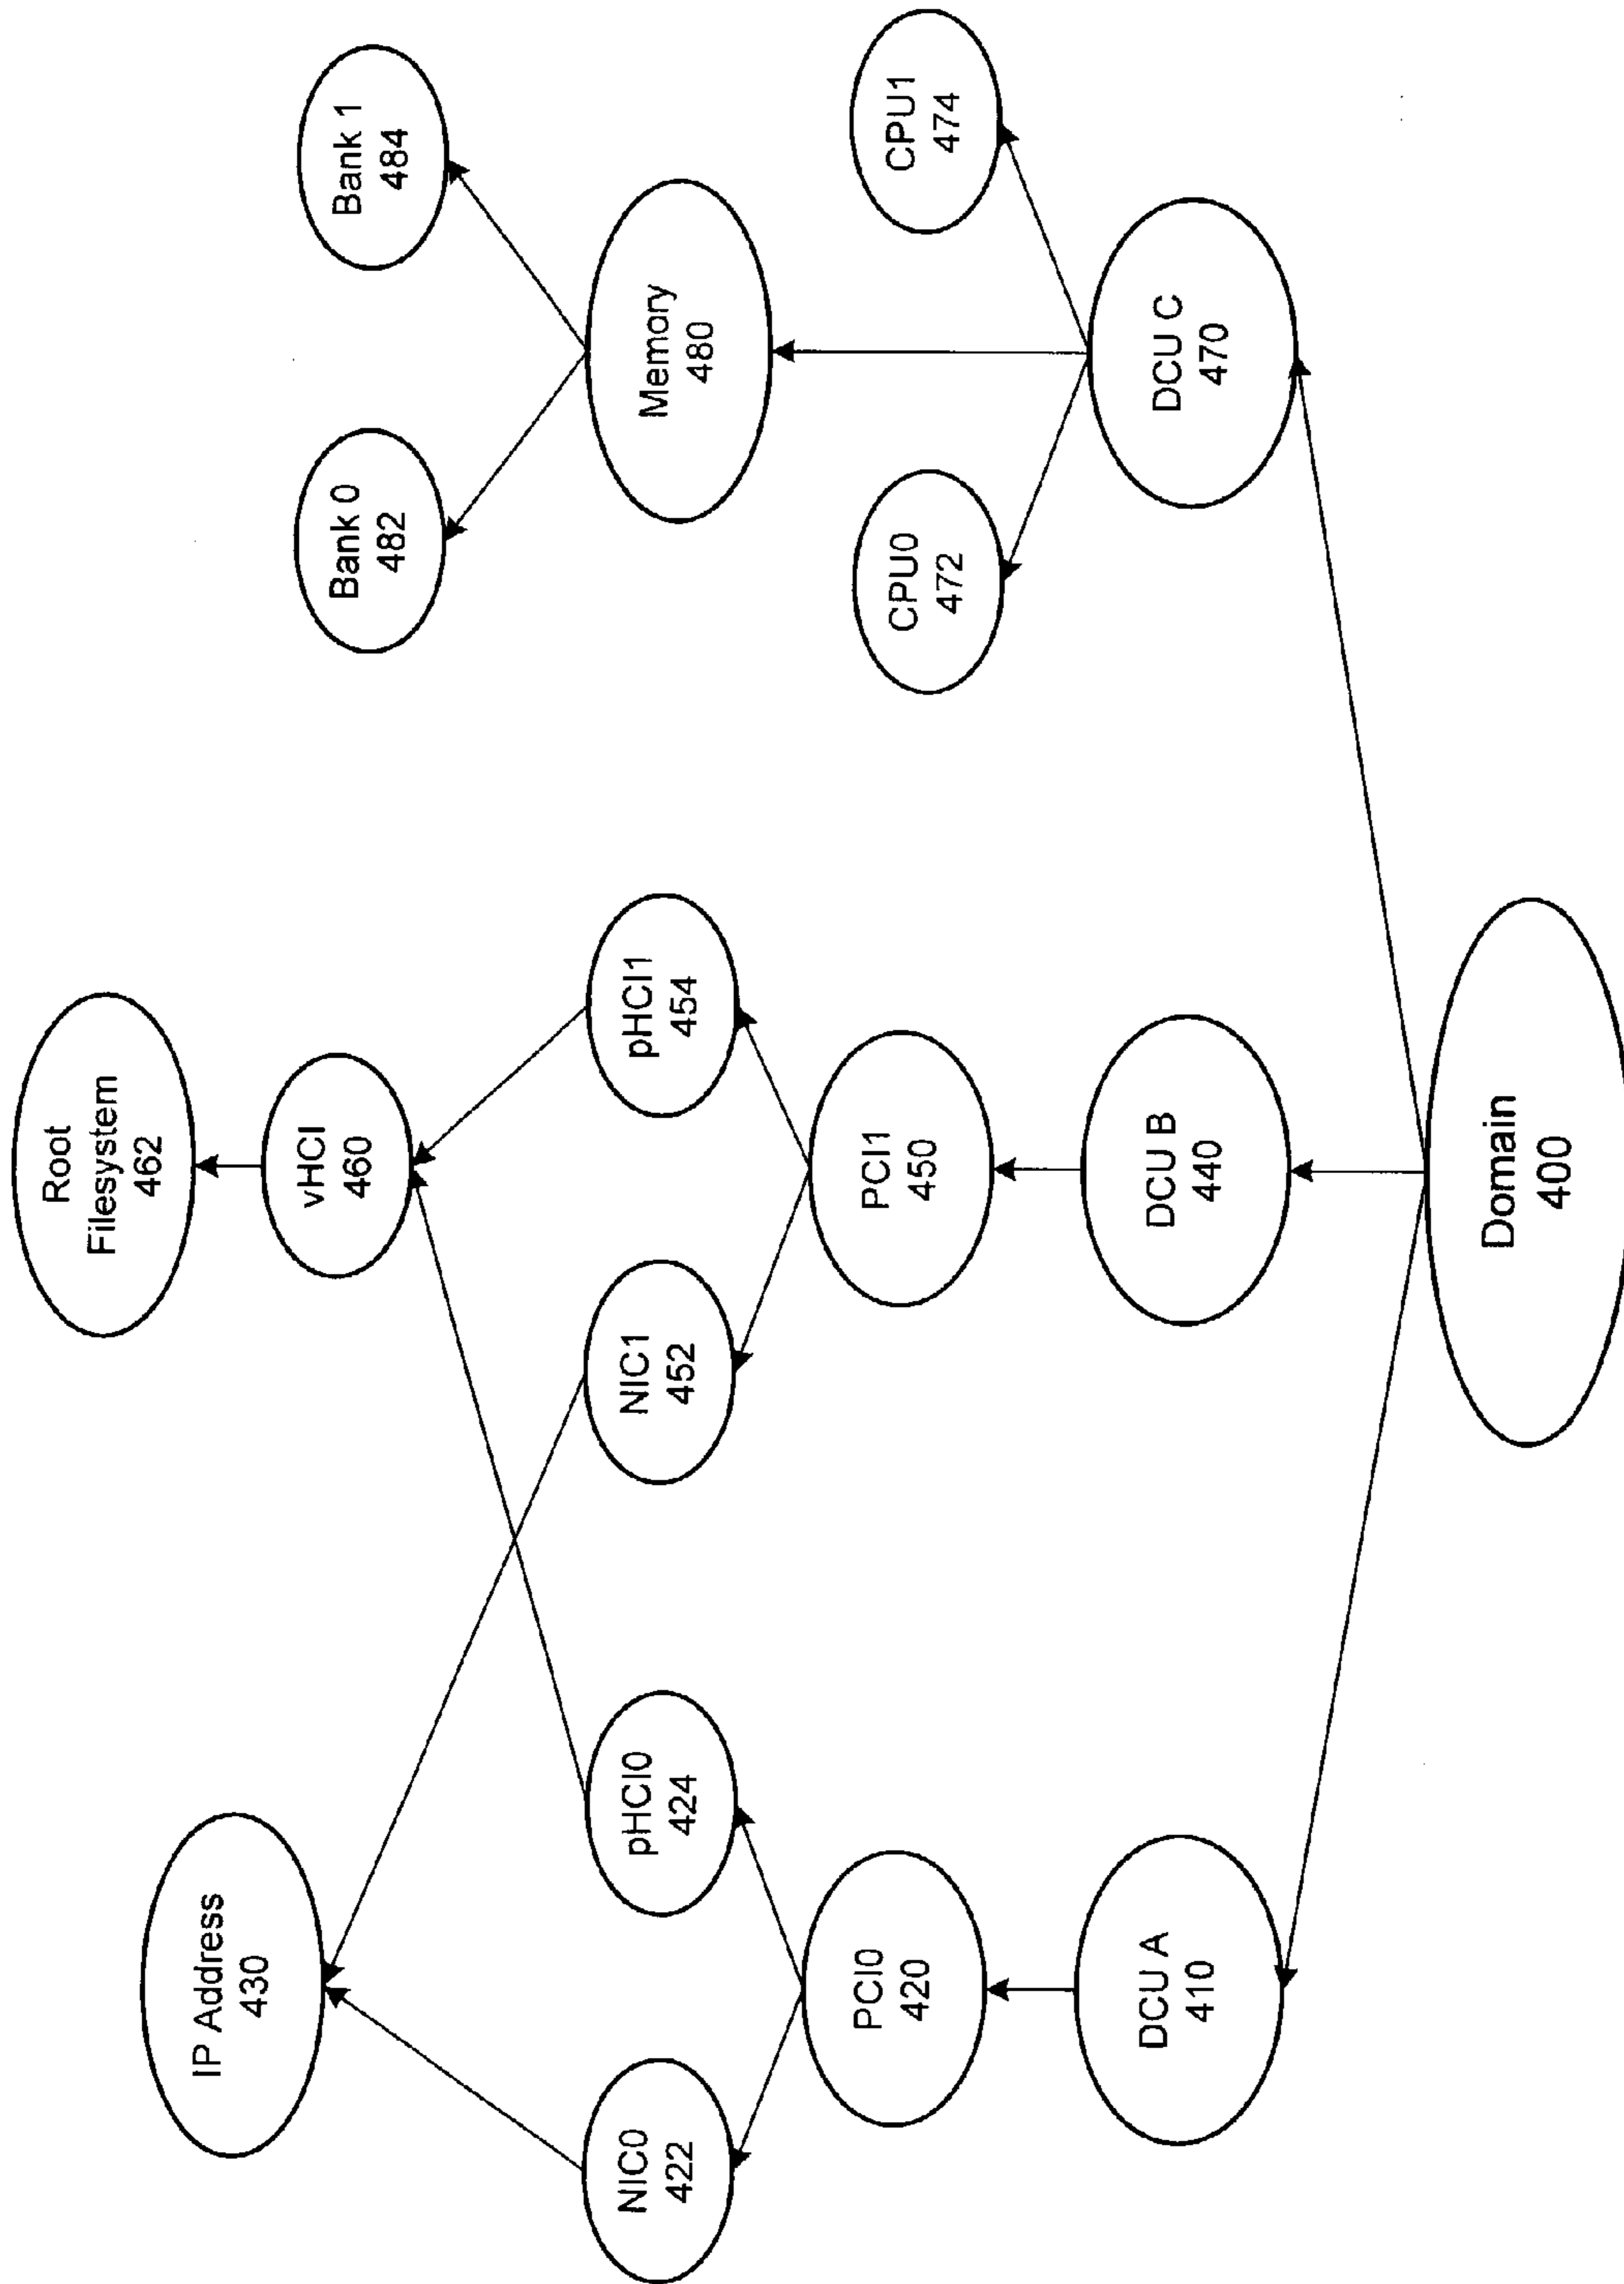 Root
Filesystem
462
IP Address
430
vHCI
460
Bank 0
482
Bank 1
484
NIC0
422
pHCI0
424
NIC1
452
pHCI1
454
Memory
480
PCI0
420
PCI1
450
CPU0
472
CPU1
474
DCU A
410
DCU B
440
DCU C
470
Domain
400